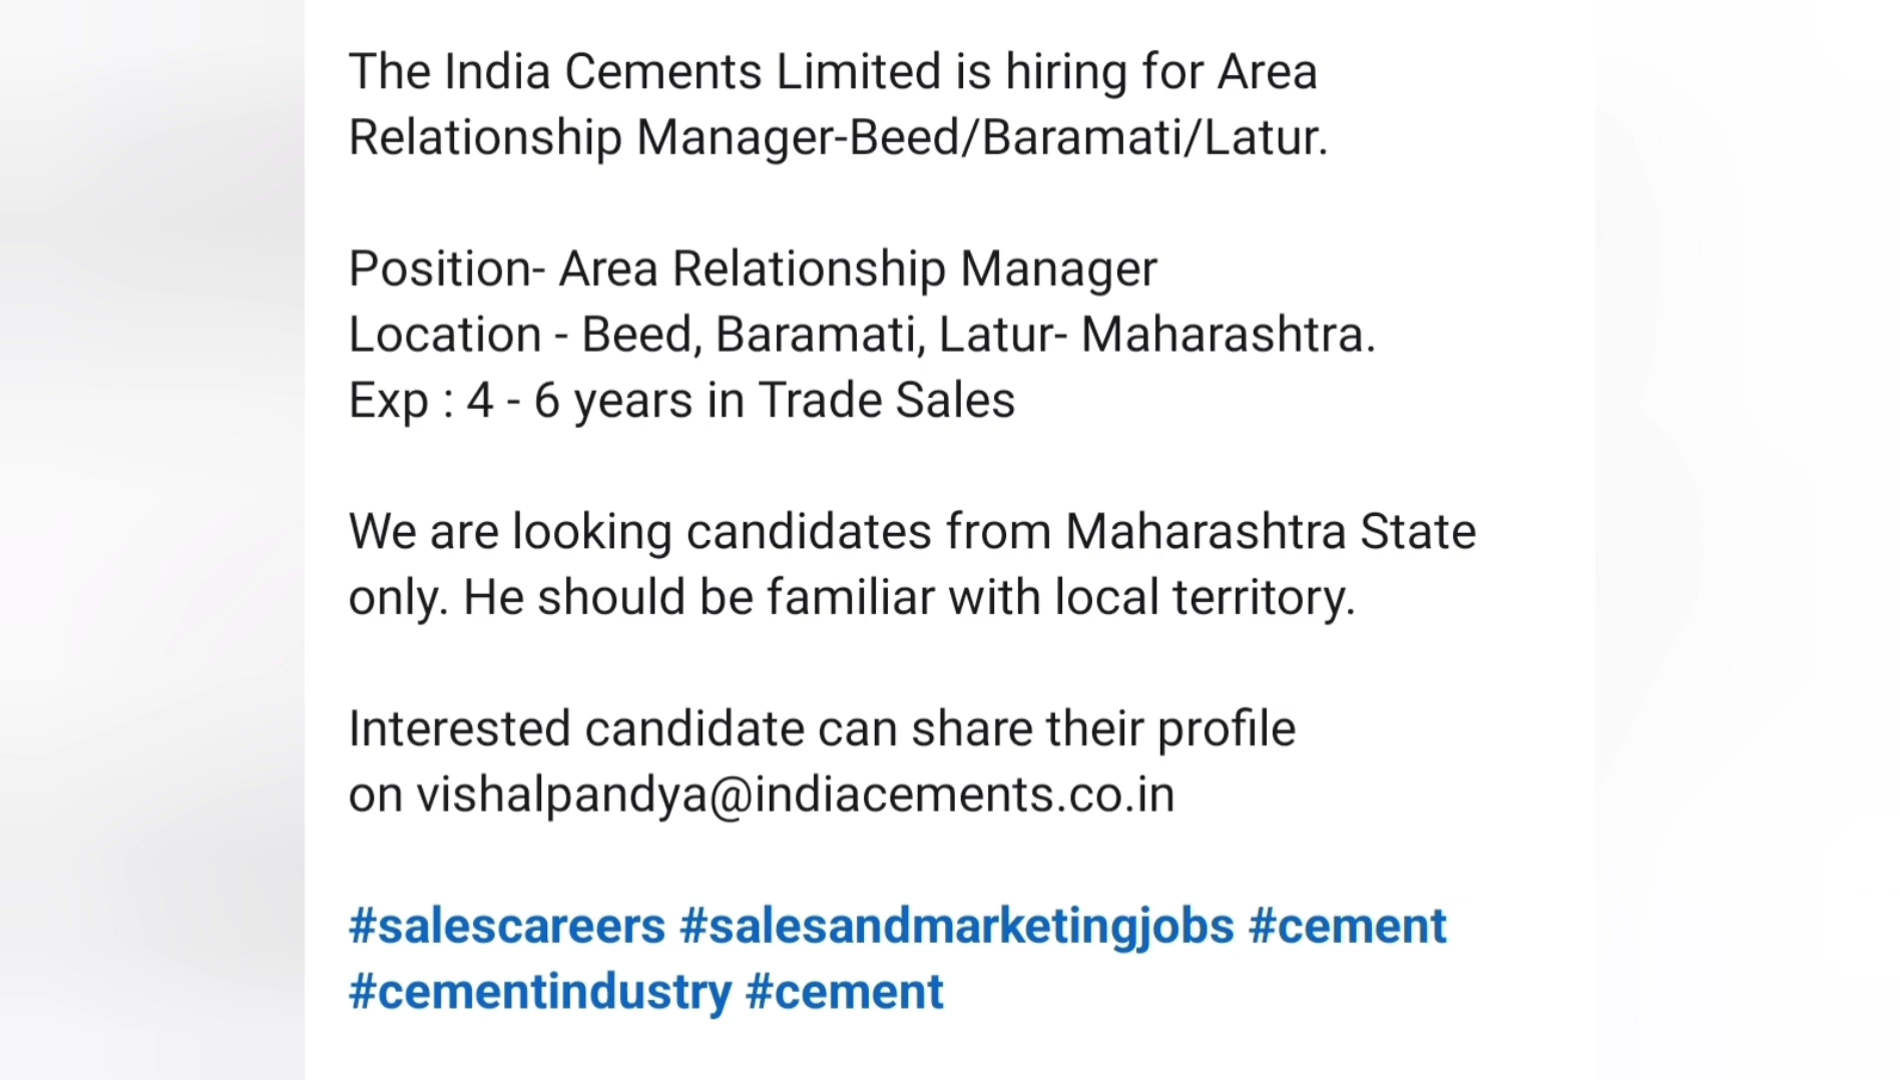 The India Cements Limited is hiring for Area
Relationship Manager-Beed/Baramati/Latur.
Position- Area Relationship Manager
Location - Beed, Baramati, Latur- Maharashtra.
Exp : 4 - 6 years in Trade Sales
We are looking candidates from Maharashtra State
only. He should be familiar with local territory.
Interested candidate can share their profile
on vishalpandya@indiacements.co.in
#salescareers #salesandmarketingjobs #cement
#cementindustry #cement